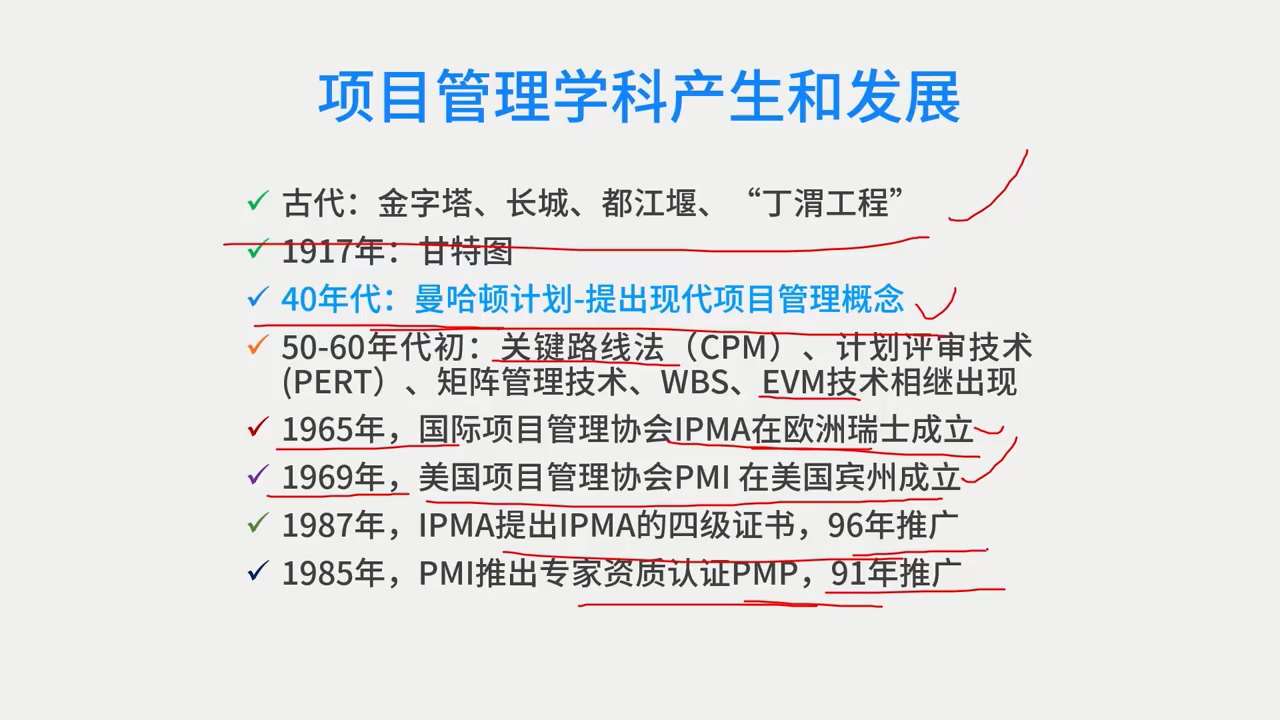 项目管理学科产生和发展
古代：金字塔、长城、都江堰、“丁渭工程”
1917年：甘特图
40年代：曼哈顿计划-提出现代项目管理概念
50-60年代初：关键路线法（CPM）、计划评审技术
(PERT）、矩阵管理技术、WBS、EVM技术相继出现
1965年，国际项目管理协会IPMA在欧洲瑞士成立
1969年，美国项目管理协会PMI 在美国宾州成立
1987年，IPMA提出IPMA的四级证书，96年推广
1985年，PMI推出专家资质认证PMP，91年推广